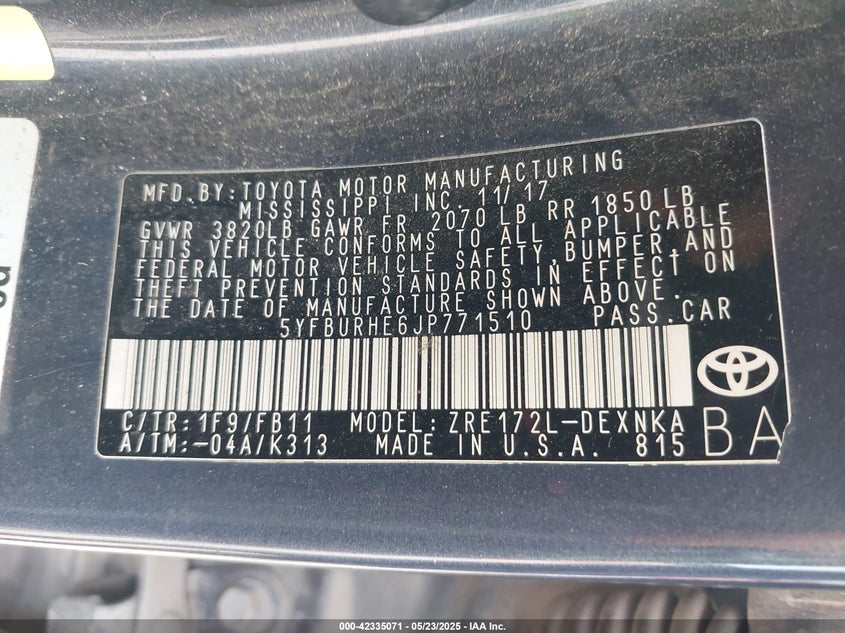 MFD.BY:TOYOTA MOTOR MANUFACTURING
MISSISSIPPI INC. 11/17
GVWR 3820LB GAWR FR 2070 LB RR 1850 LB
THIS VEHICLE CONFORMS TO ALL APPLICABLE
FEDERAL MOTOR VEHICLE SAFETY,BUMPER,AND
THEFT PREVENTION STANDARDS IN EFFECT ON
THE DATE OF MANUFACTURE SHOWN ABOVE.
5YFBURHE6JP771510 PASS.CAR
C/TR:1F9/FB11 MODEL:ZRE172L-DEXNKA
A/TM:-04A/K313 MADE IN U.S.A. 815
BA
000-42335071 - 05/23/2025 - IAA Inc.